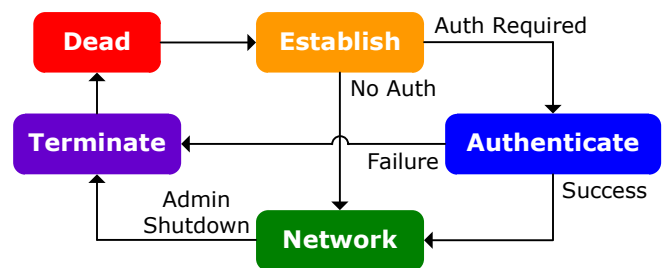 Dead
Establish
Auth Required
No Auth
Terminate
Authenticate
Failure
Success
Admin
Shutdown
Network